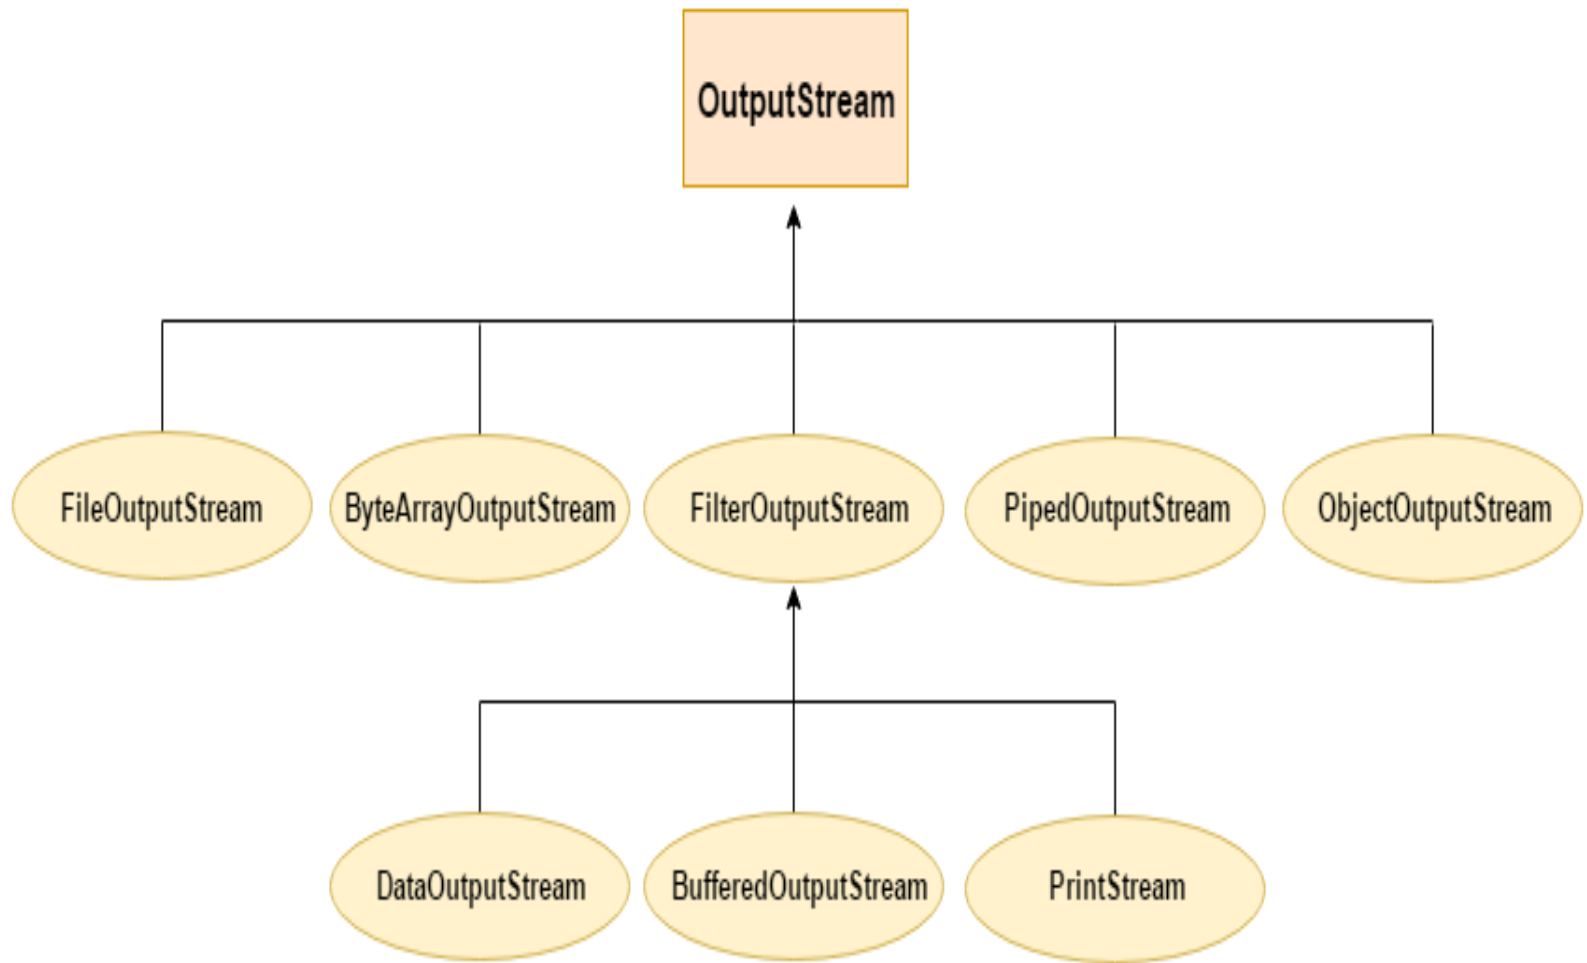 OutputStream
FileOutputStream
ByteArrayOutputStream
FilterOutputStream
PipedOutputStream
ObjectOutputStream
DataOutputStream
BufferedOutputStream
PrintStream